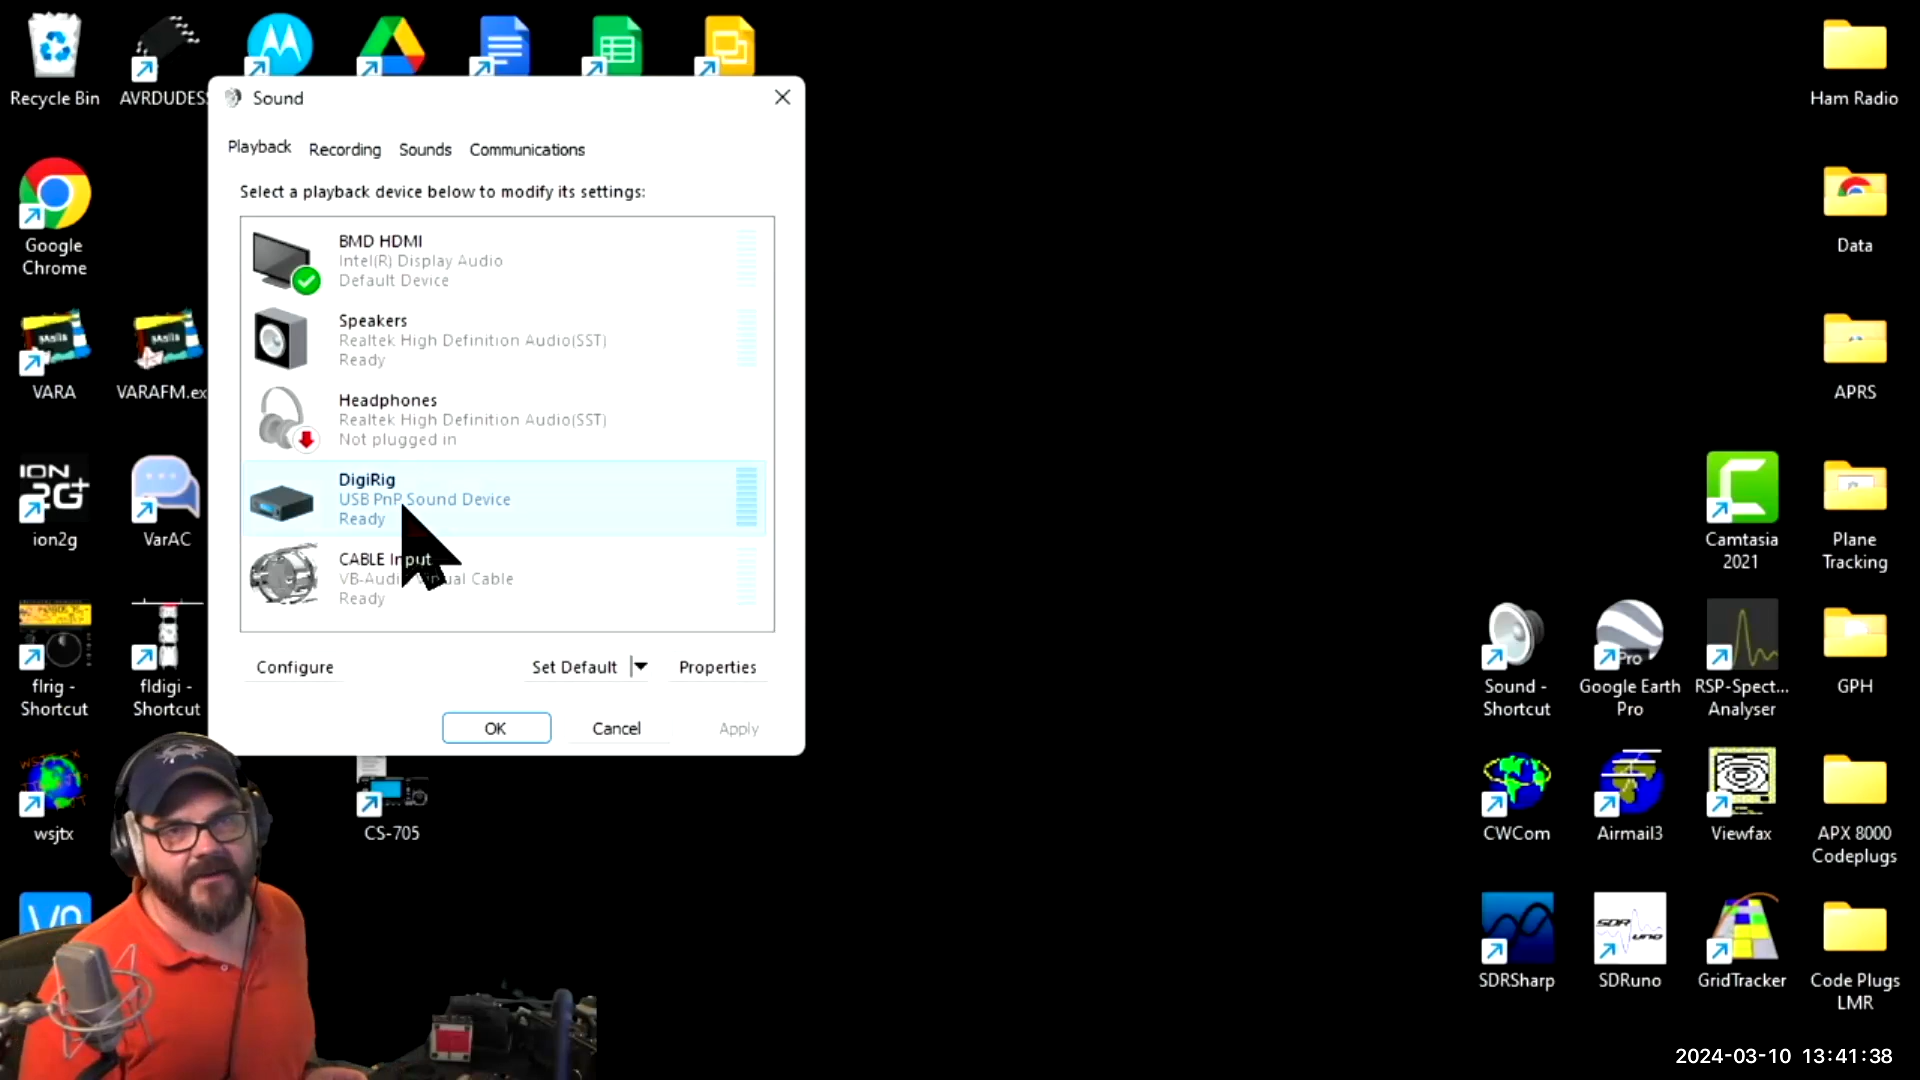 Recycle Bin
AVRDUDES
Sound
Playback
Recording
Sounds
Communications
Select a playback device below to modify its settings:
BMD HDMI
Intel(R) Display Audio
Default Device
Speakers
Realtek High Definition Audio(SST)
Ready
Headphones
Realtek High Definition Audio(SST)
Not plugged in
DigiRig
USB PnP Sound Device
Ready
CABLE Input
VB-Audio Virtual Cable
Ready
Configure
Set Default
Properties
OK
Cancel
Apply
Google
Chrome
VARA
VARAFM.ex
ION
2G+
ion2g
VarAC
flrig -
Shortcut
fldigi -
Shortcut
wsjtx
CS-705
Ham Radio
Data
APRS
Camtasia
2021
Plane
Tracking
Sound -
Shortcut
Pro
Google Earth
Pro
RSP-Spect...
Analyser
GPH
CWCom
Airmail3
Viewfax
APX 8000
Codeplugs
SDRSharp
SDR
uno
SDRuno
GridTracker
Code Plugs
LMR
2024-03-10 13:41:38